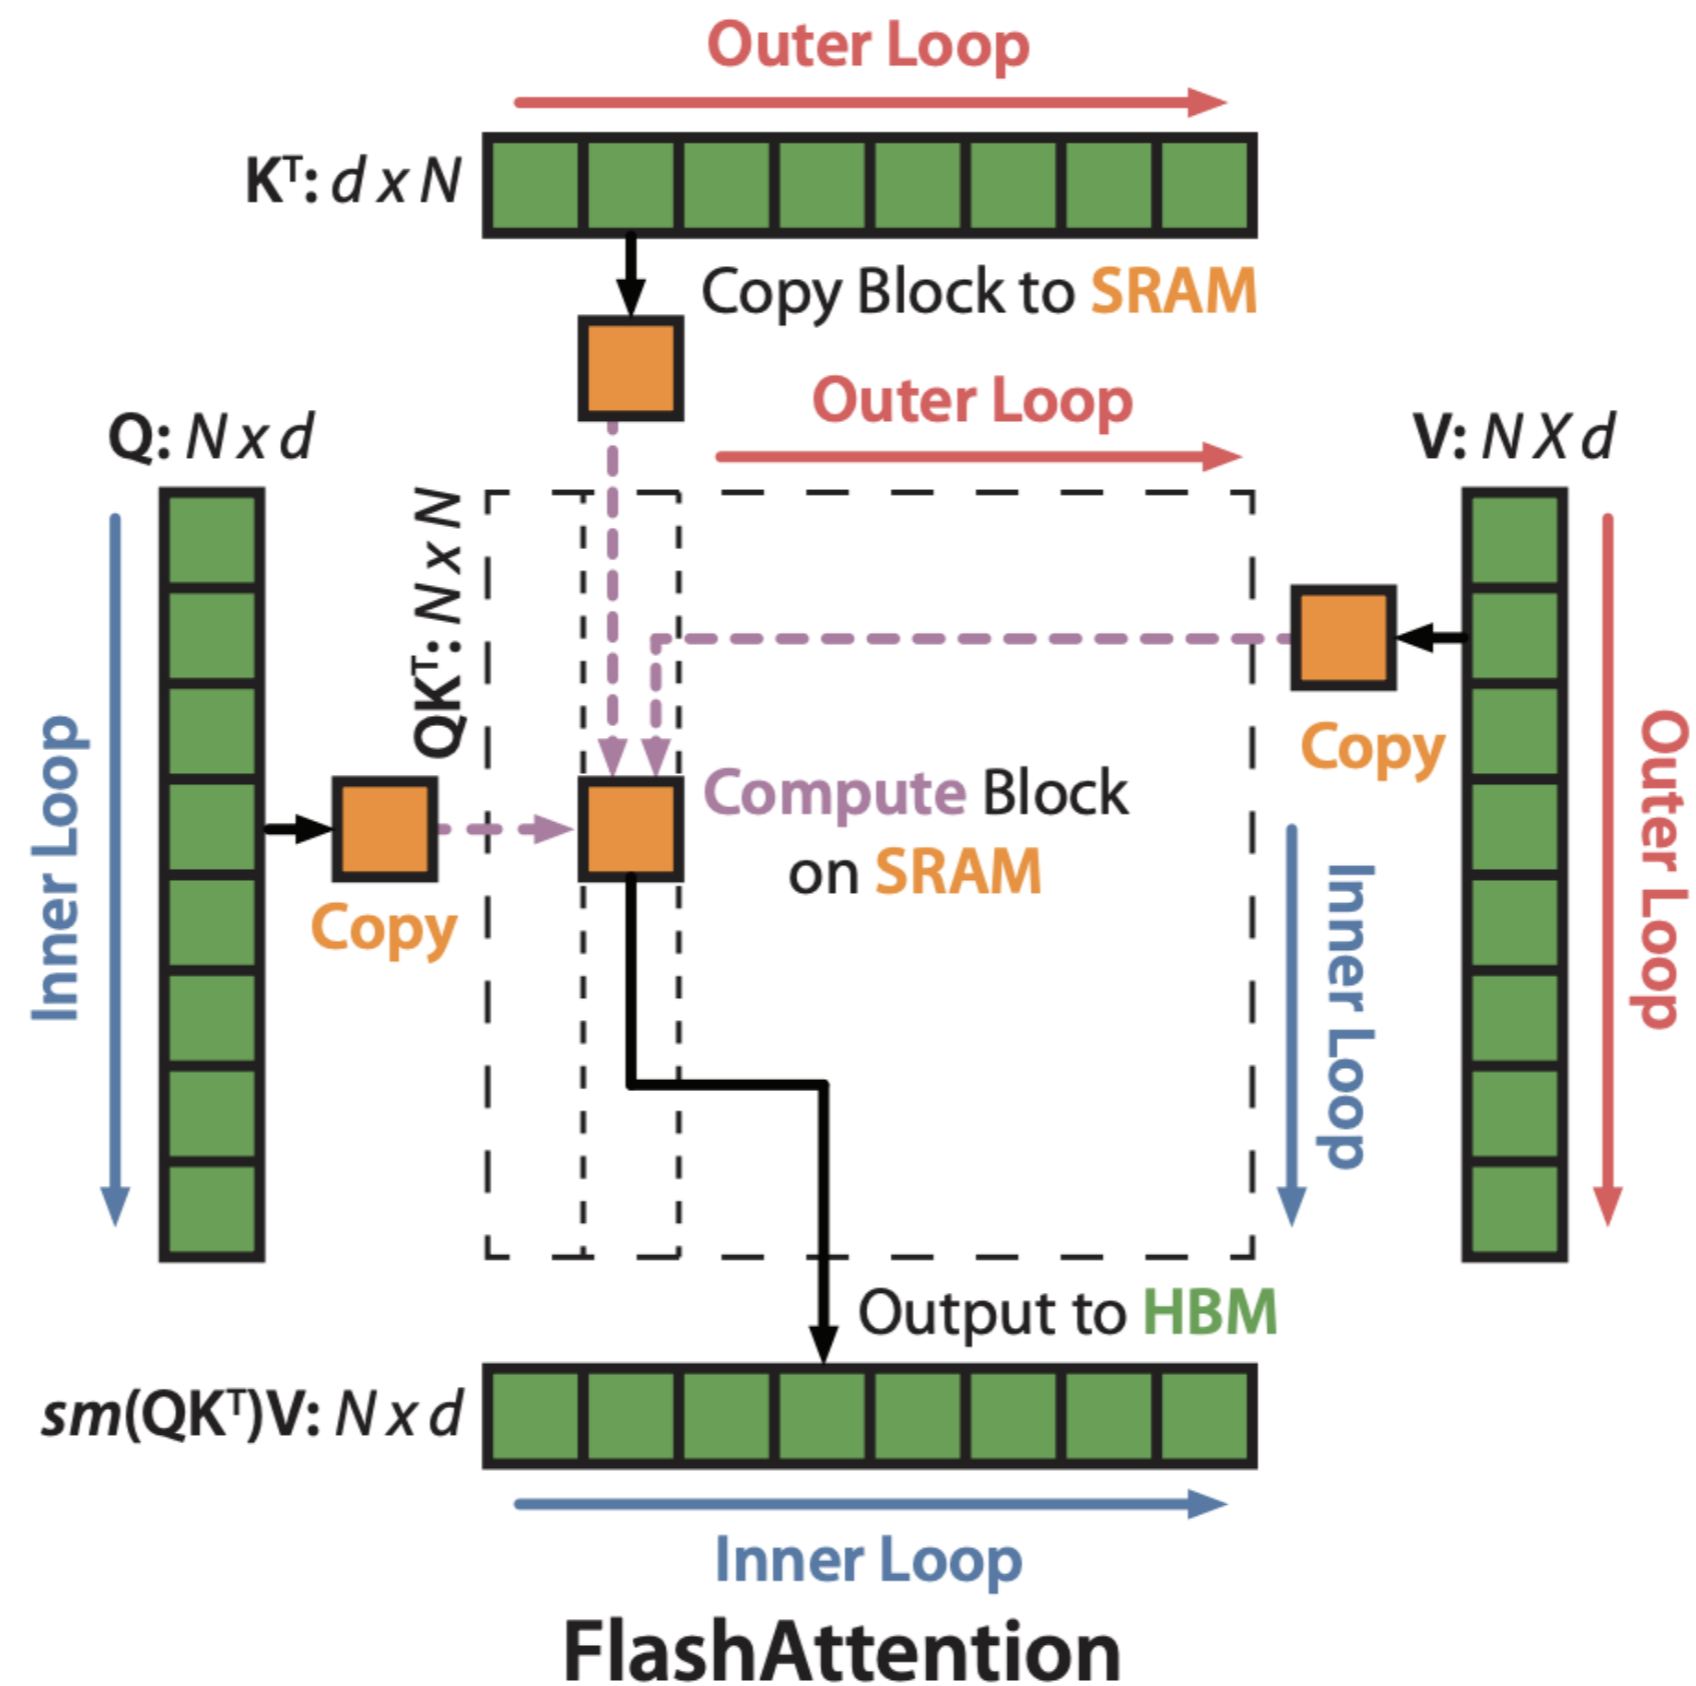 Outer Loop
Kᵀ: d x N
Copy Block to SRAM
Outer Loop
Q: N x d
V: N X d
QKᵀ: N x N
Copy
Compute Block
on SRAM
Copy
Inner Loop
Inner Loop
Outer Loop
Output to HBM
sm(QKᵀ)V: N x d
Inner Loop
FlashAttention